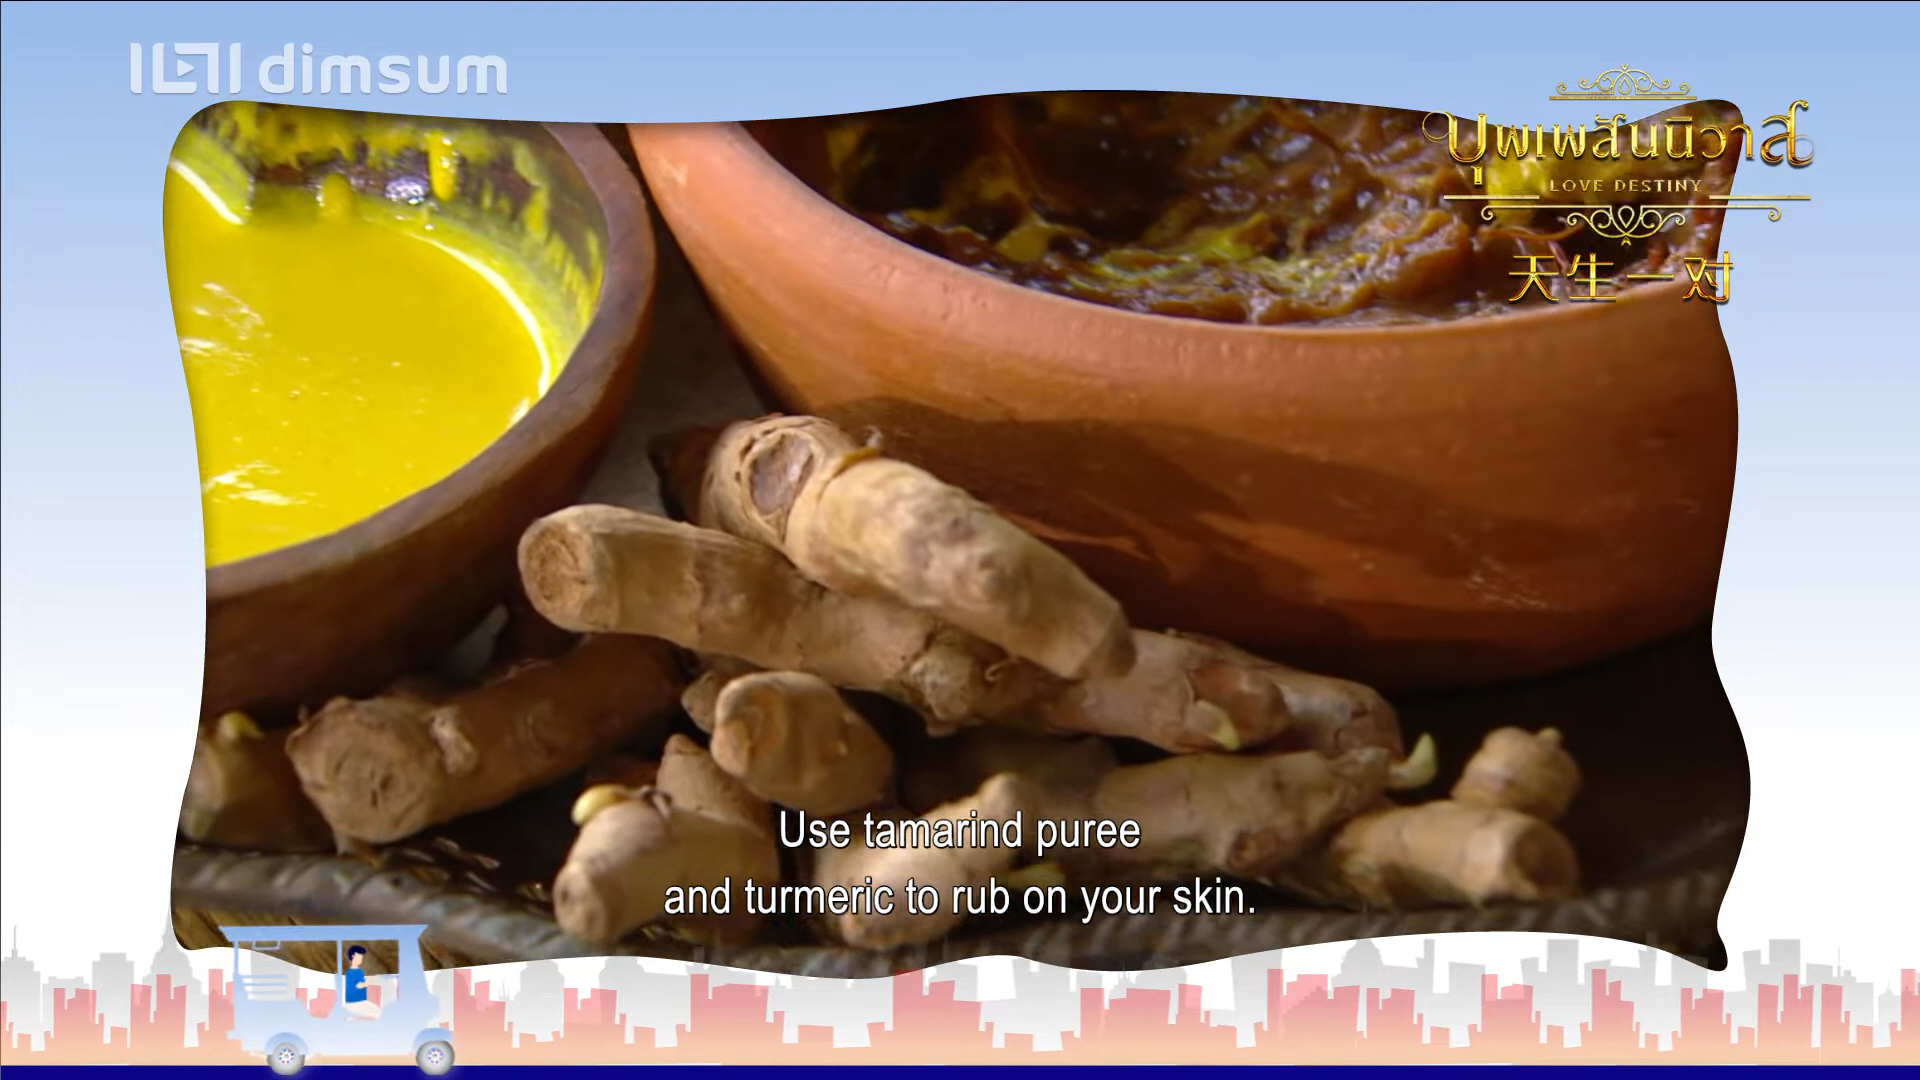 dimsum
บุพเพสันนิวาส
LOVE DESTINY
天生一对
Use tamarind puree
and turmeric to rub on your skin.